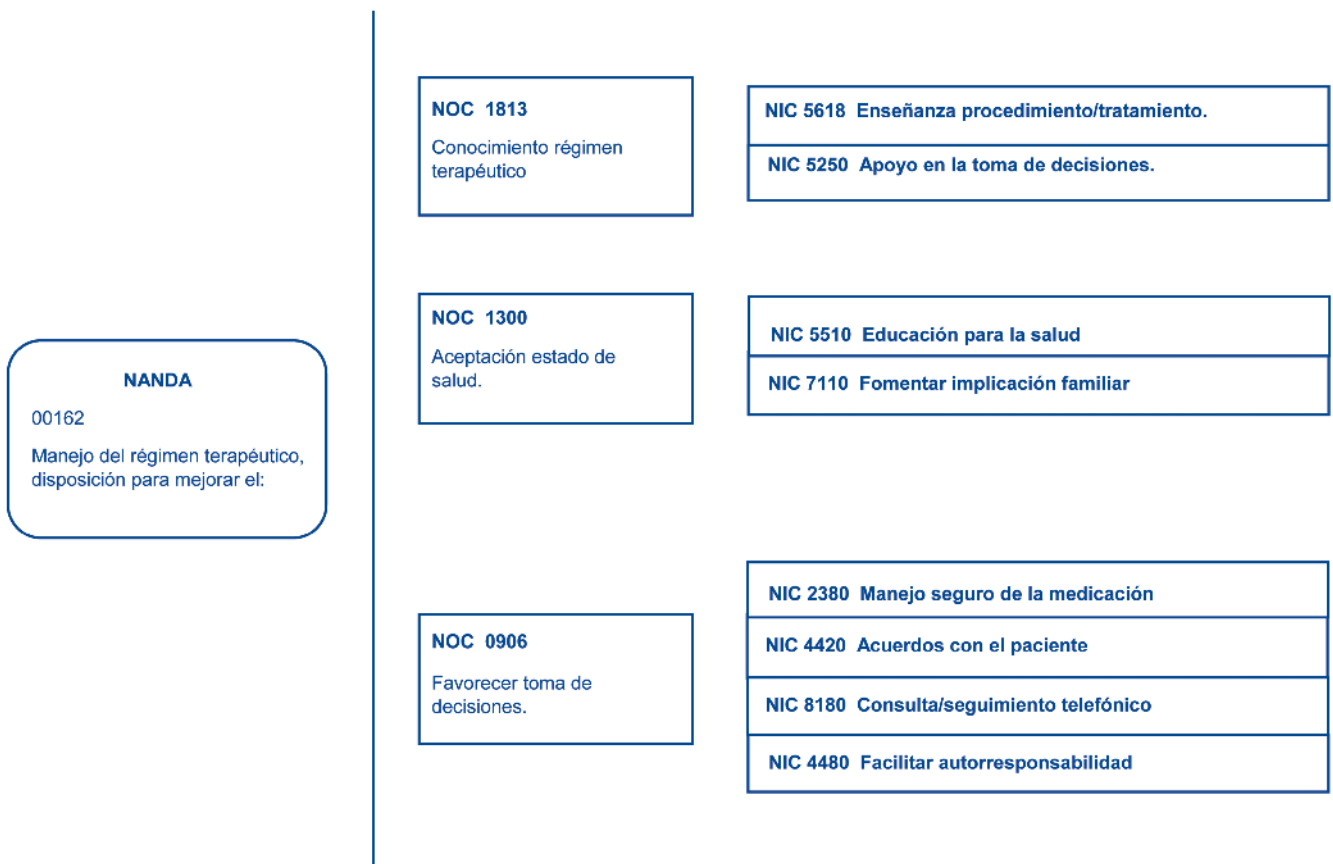 NANDA
00162
Manejo del régimen terapéutico,
disposición para mejorar el:
NOC 1813
Conocimiento régimen
terapéutico
NIC 5618 Enseñanza procedimiento/tratamiento.
NIC 5250 Apoyo en la toma de decisiones.
NOC 1300
Aceptación estado de
salud.
NIC 5510 Educación para la salud
NIC 7110 Fomentar implicación familiar
NOC 0906
Favorecer toma de
decisiones.
NIC 2380 Manejo seguro de la medicación
NIC 4420 Acuerdos con el paciente
NIC 8180 Consulta/seguimiento telefónico
NIC 4480 Facilitar autorresponsabilidad